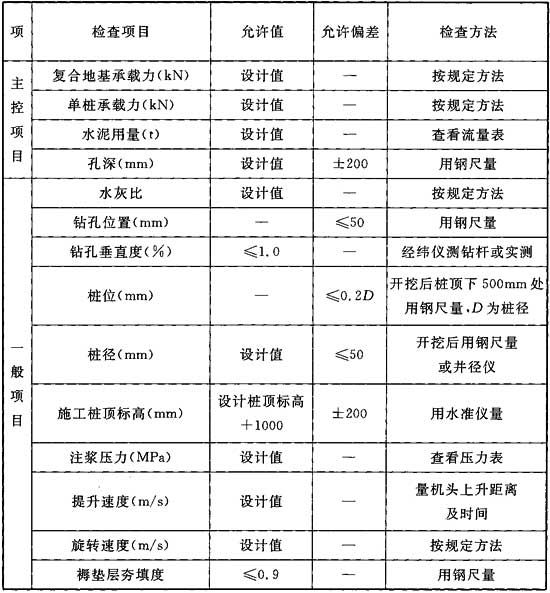 项 检查项目 允许值 允许偏差 检查方法
主控项目
复合地基承载力(kN) 设计值 — 按规定方法
单桩承载力(kN) 设计值 — 按规定方法
水泥用量(t) 设计值 — 查看流量表
孔深(mm) 设计值 ±200 用钢尺量
一般项目
水灰比 设计值 — 按规定方法
钻孔位置(mm) — ≤50 用钢尺量
钻孔垂直度(%) ≤1.0 — 经纬仪测钻杆或实测
桩位(mm) — ≤0.2D 开挖后桩顶下500mm处
用钢尺量,D为桩径
桩径(mm) 设计值 ≤50 开挖后用钢尺量
或井径仪
施工桩顶标高(mm) 设计桩顶标高
+1000 ±200 用水准仪量
注浆压力(MPa) 设计值 — 查看压力表
提升速度(m/s) 设计值 — 量机头上升距离
及时间
旋转速度(m/s) 设计值 — 按规定方法
褥垫层夯填度 ≤0.9 — 用钢尺量